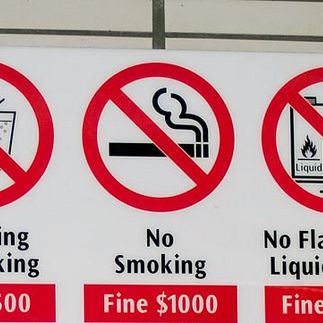 ing
king
500
No
Smoking
Fine $1000
Liquid
No Fla
Liqui
Fine